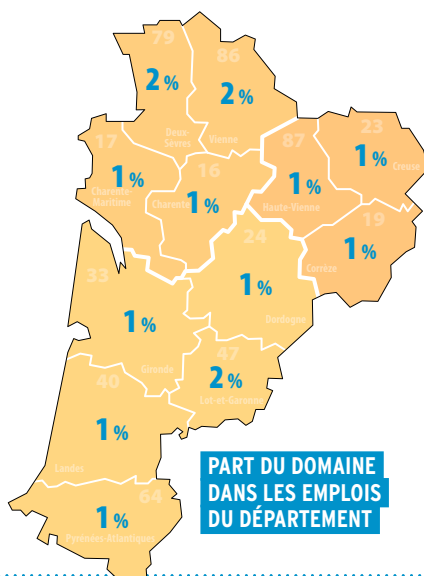 79
2 %
Deux-
Sèvres
86
2 %
Vienne
17
1 %
Charente
Maritime
16
1 %
Charente
87
1 %
Haute-Vienne
23
1 %
Creuse
19
1 %
Corrèze
24
1 %
Dordogne
33
1 %
Gironde
47
2 %
Lot-et-Garonne
40
1 %
Landes
64
1 %
Pyrénées-Atlantiques
PART DU DOMAINE
DANS LES EMPLOIS
DU DÉPARTEMENT